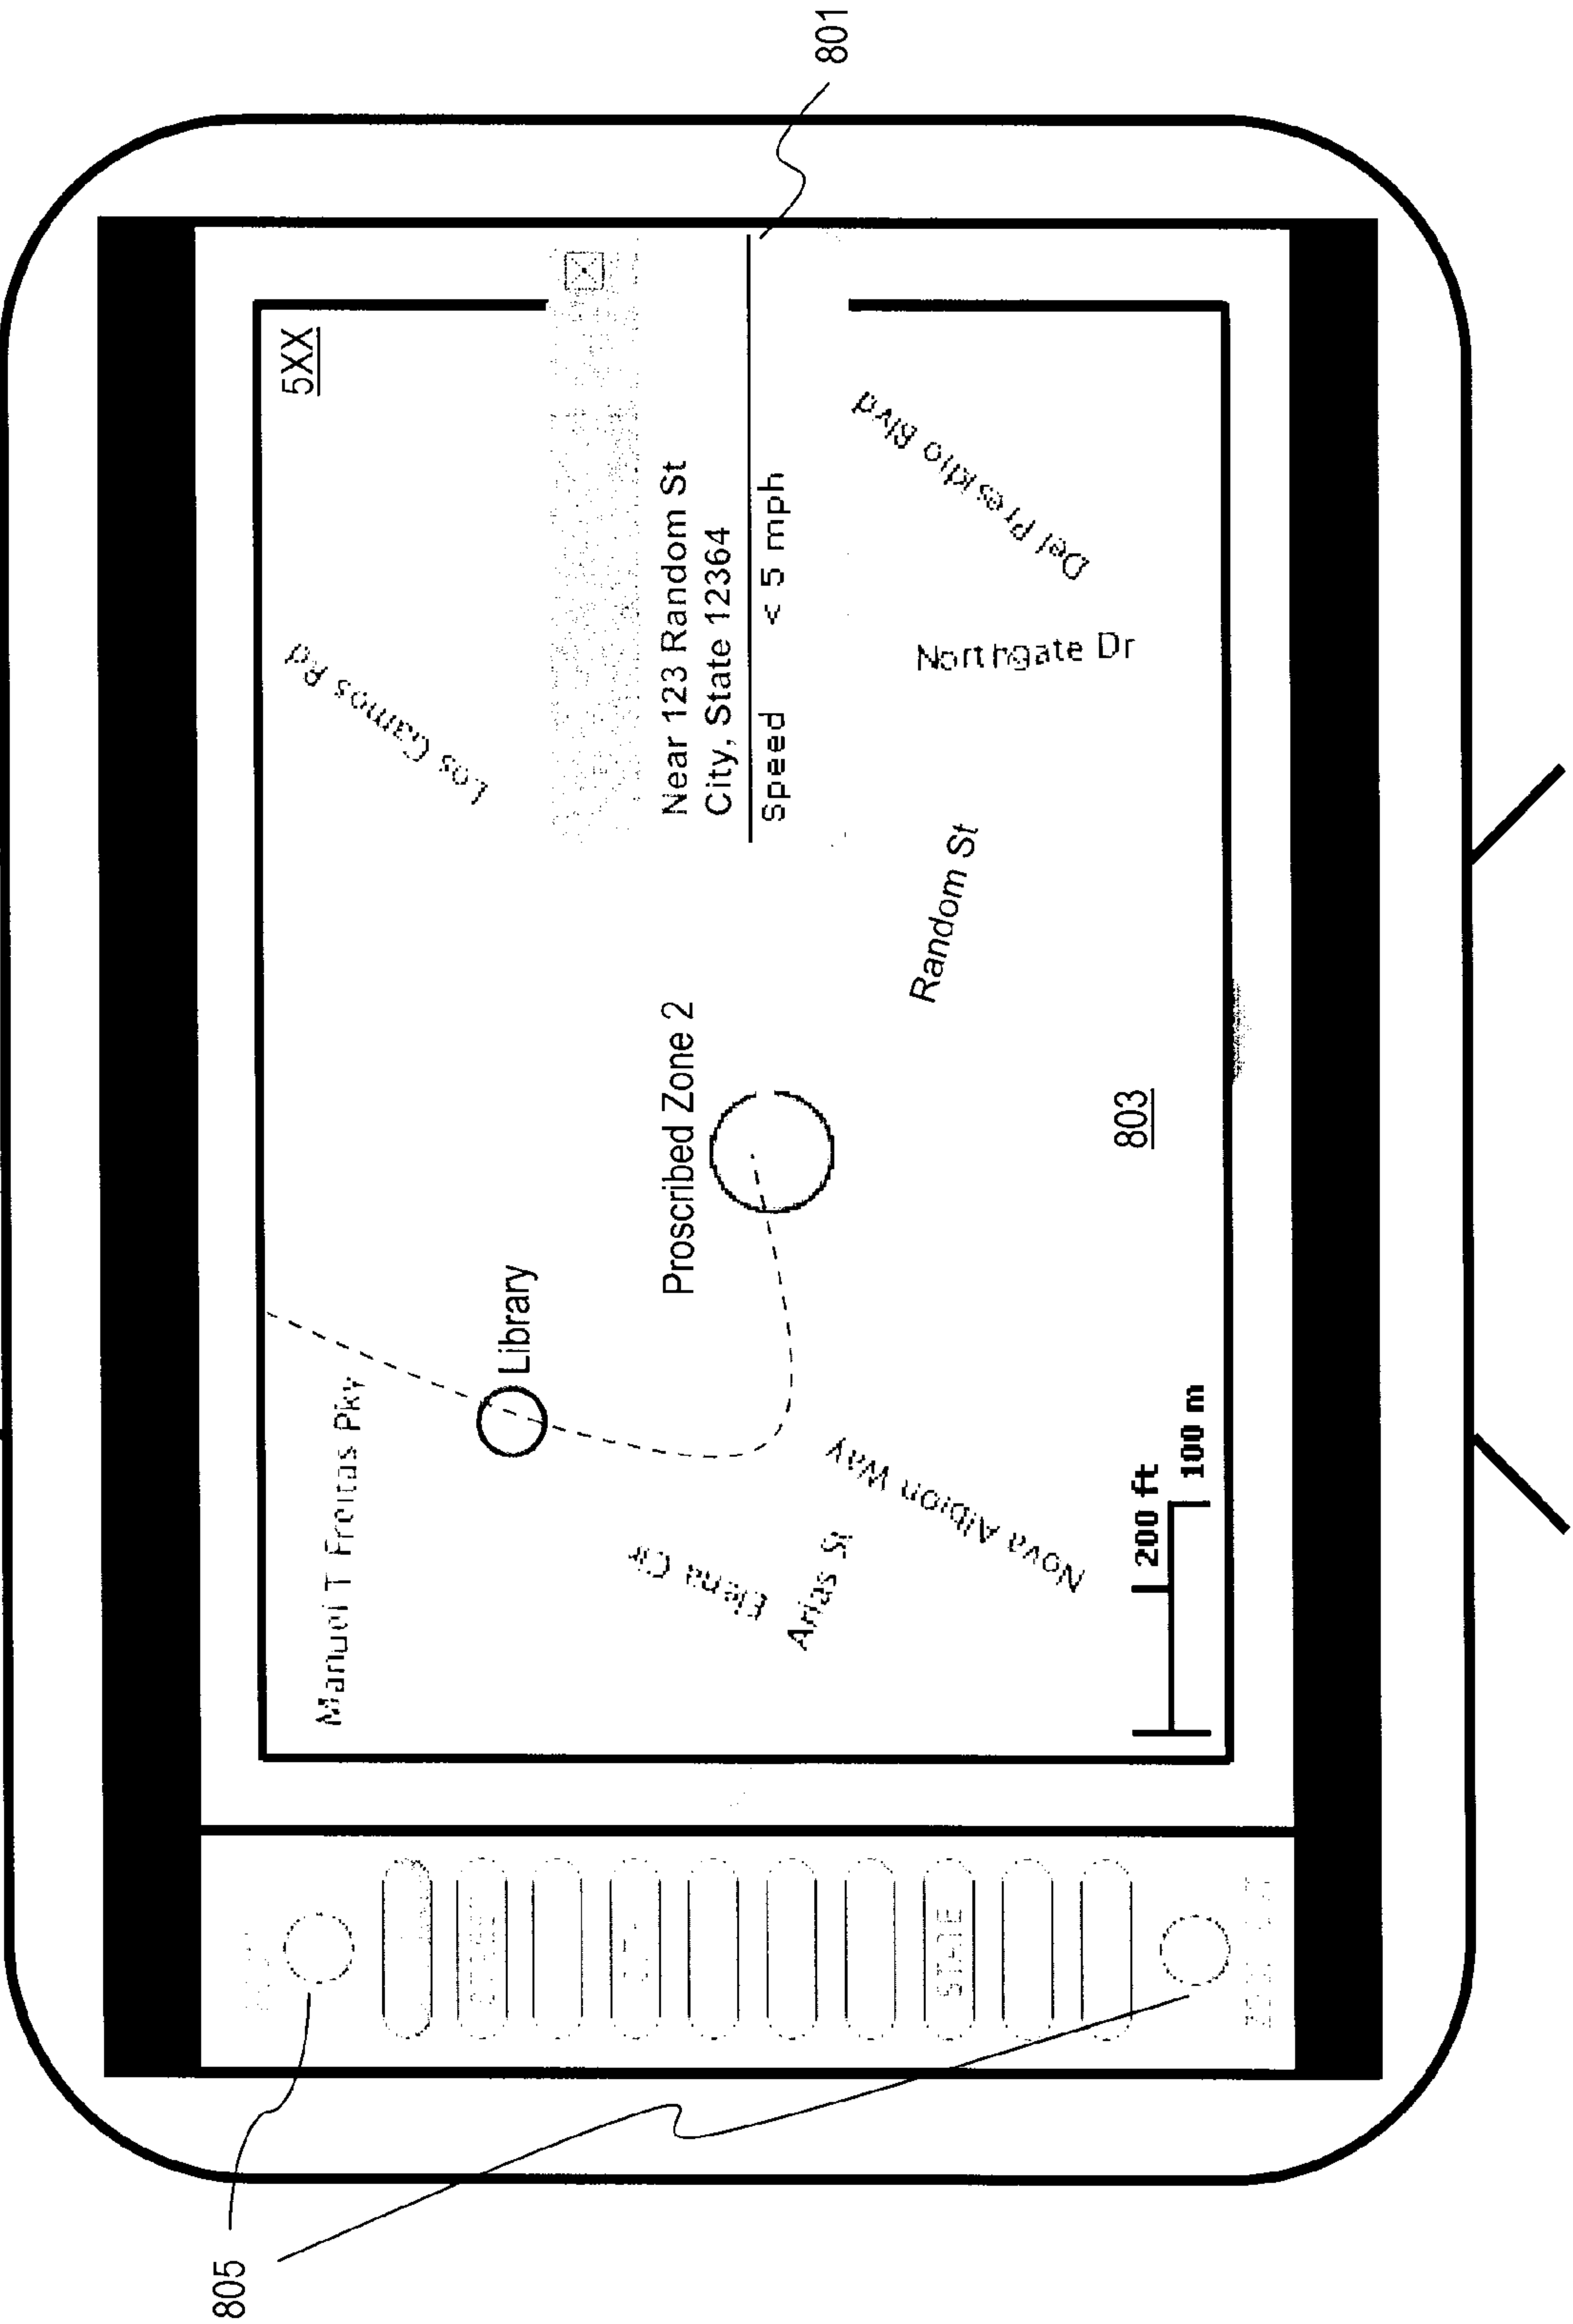 801
5XX
Los Gamos Rd
Near 123 Random St
City, State 12364
Speed < 5 mph
Del Presidio Blvd
Northgate Dr
Random St
Proscribed Zone 2
Library
Manuel T Freitas Pky
Elena Cir
Arias St
Nova Albion Way
803
200 ft
100 m
STATE
805